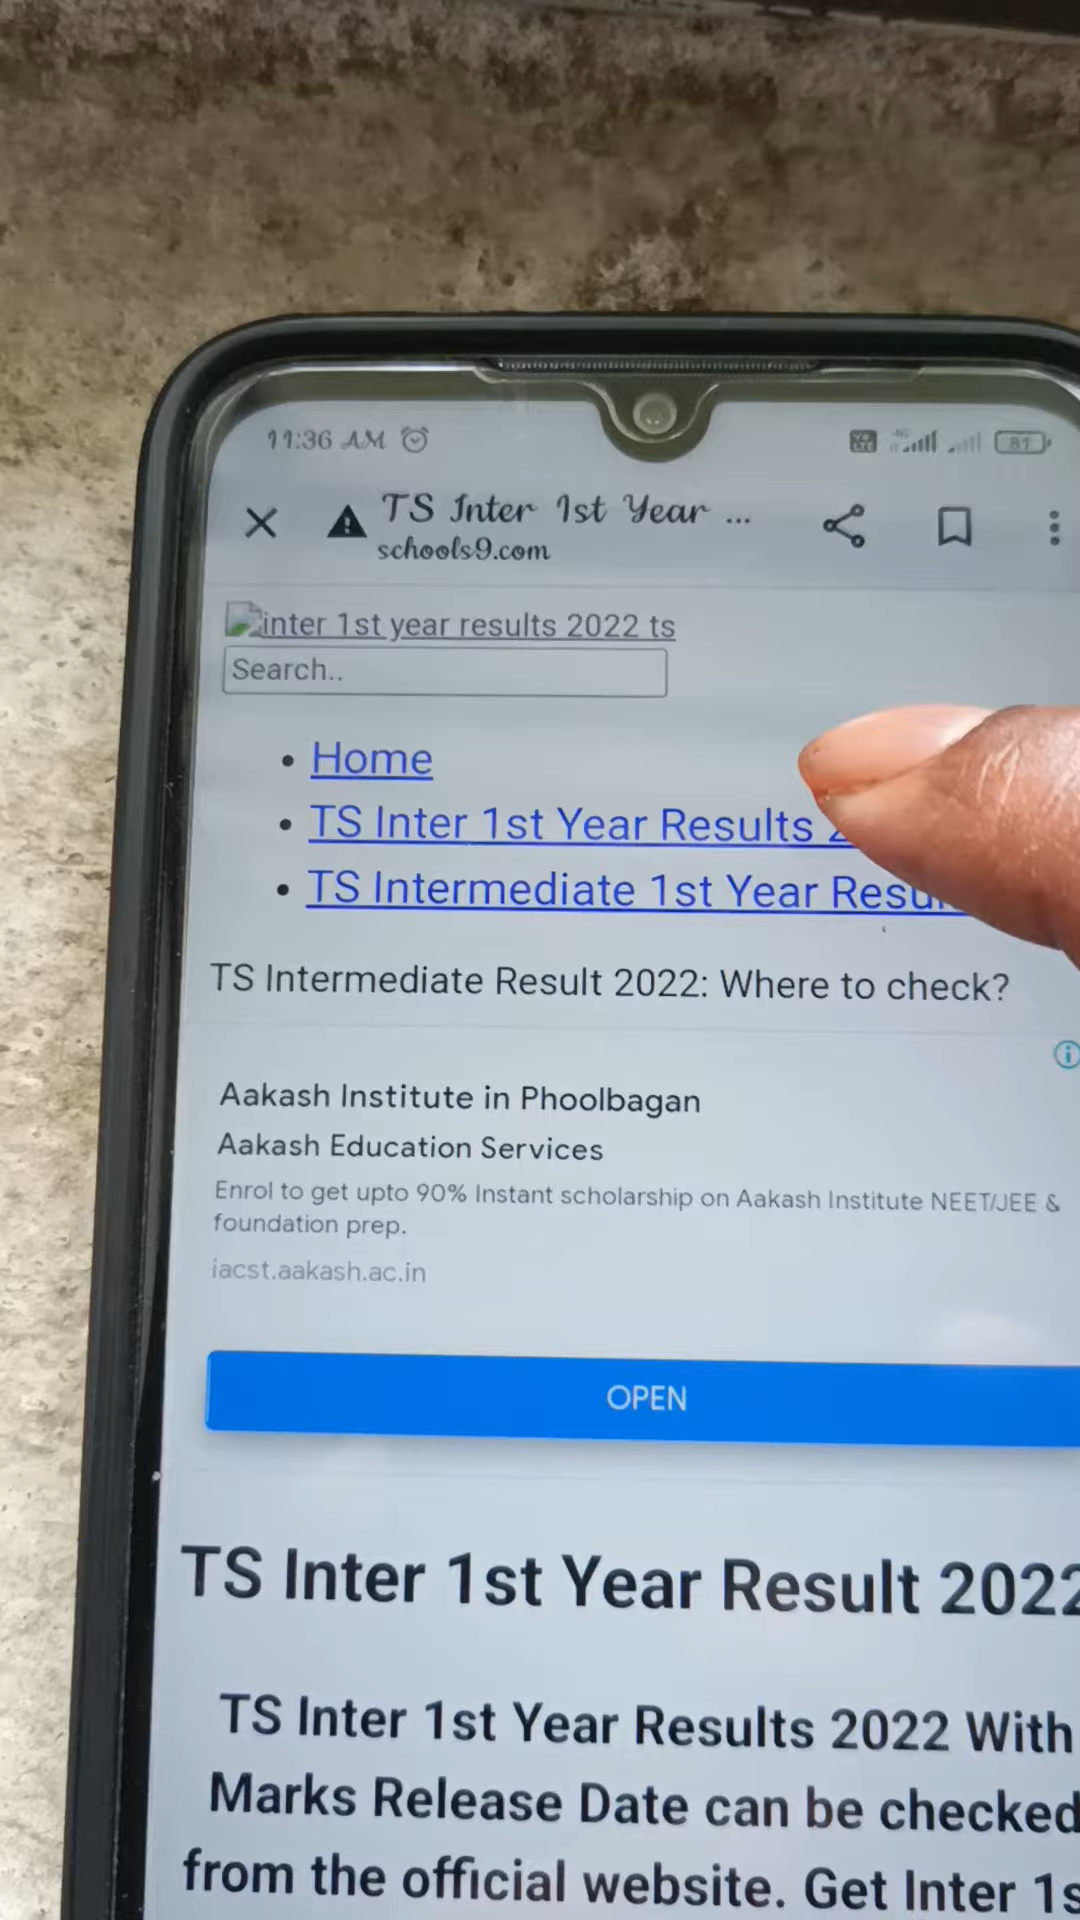 11:36 AM
81
TS Inter 1st Year ...
schools9.com
inter 1st year results 2022 ts
Search..
Home
TS Inter 1st Year Results
TS Intermediate 1st Year
TS Intermediate Result 2022: Where to check?
Aakash Institute in Phoolbagan
Aakash Education Services
Enrol to get upto 90% Instant scholarship on Aakash Institute NEET/JEE &
foundation prep.
iacst.aakash.ac.in
OPEN
TS Inter 1st Year Result 2022
TS Inter 1st Year Results 2022 With
Marks Release Date can be checked
from the official website. Get Inter